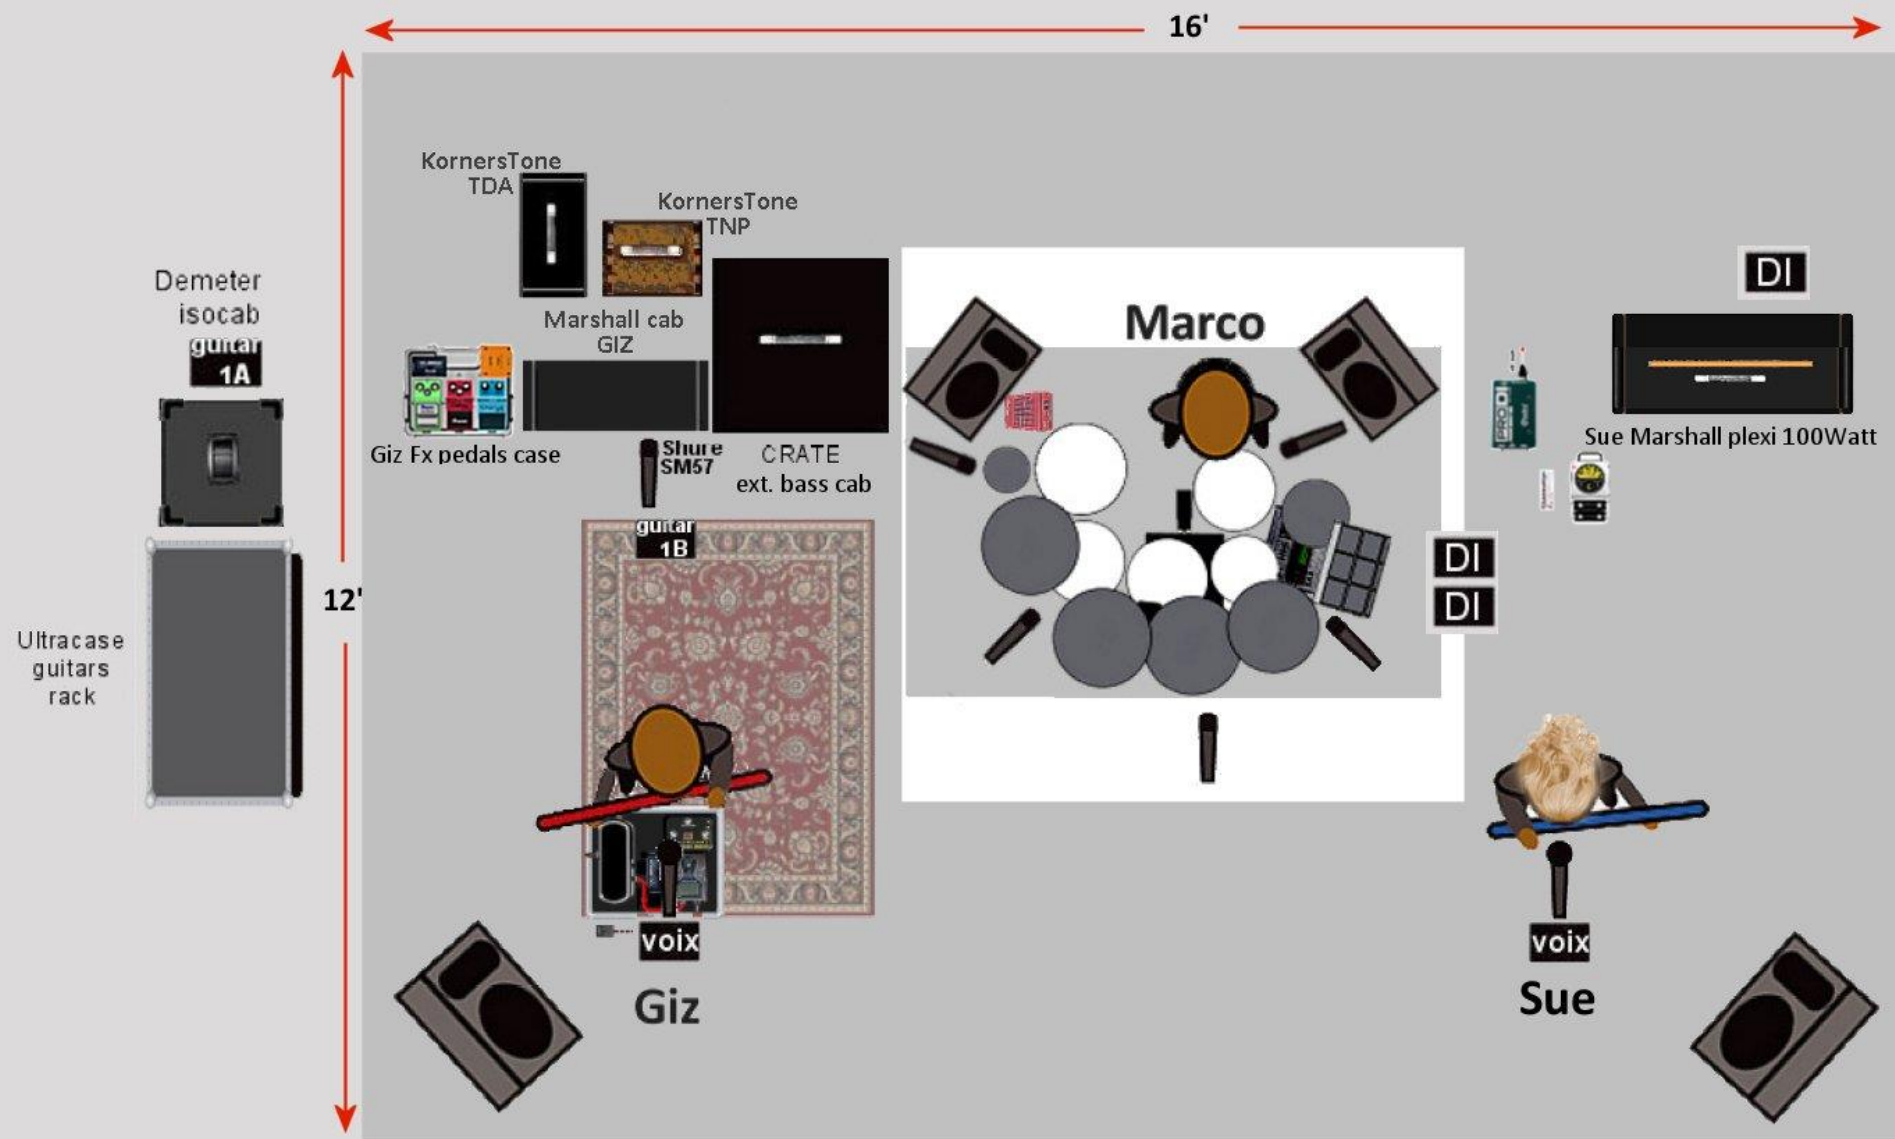 16'
12'
KornersTone
TDA
KornersTone
TNP
Demeter
isocab
guitar
1A
Marshall cab
GIZ
Giz Fx pedals case
Shure
SM57
CRATE
ext. bass cab
guitar
1B
Ultracase
guitars
rack
Marco
DI
PRO DI
Sue Marshall plexi 100Watt
DI
DI
voix
Giz
voix
Sue